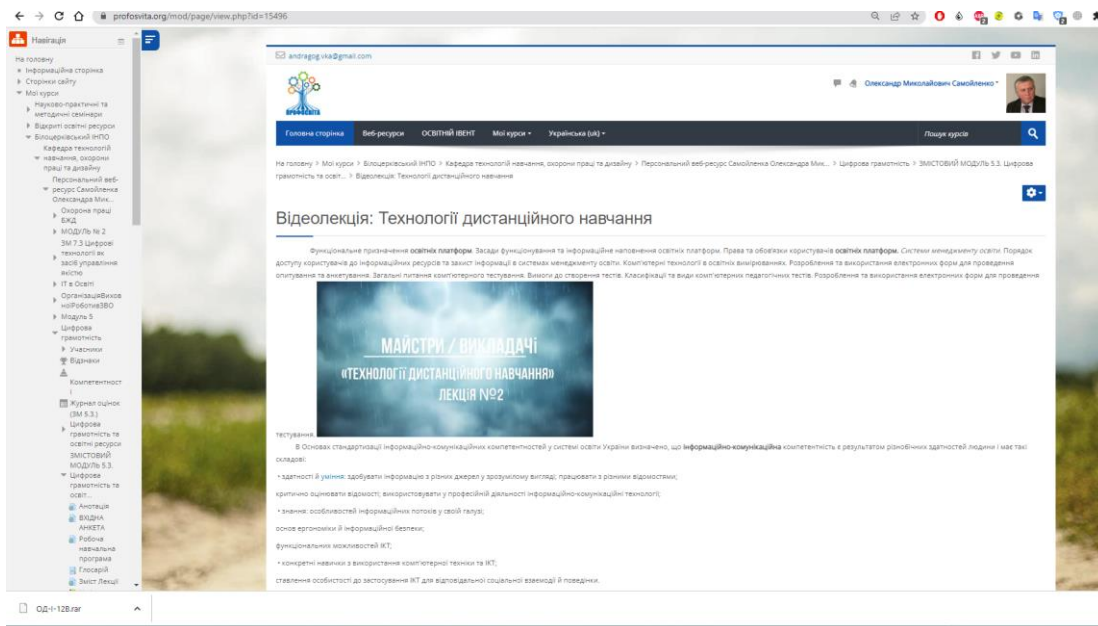 profosvita.org/mod/page/view.php?id=15496
Навігація
На головну
Інформаційна сторінка
Сторінки сайту
Мої курси
Науково-практичні та
методичні семінари
Відкриті освітні ресурси
Білоцерківський ІНПО
Кафедра технологій
навчання, охорони
праці та дизайну
Персональний веб-
ресурс Самойленка
Олександра Мик...
Охорона праці
БЖД
МОДУЛЬ № 2
ЗМ 7.3 Цифрові
технології як
засіб управління
якістю
ІТ в Освіті
ОрганізаціяВихов
ноїРоботивЗВО
Модуль 5
Цифрова
грамотність
Учасники
Відзнаки
Компетентност
і
Журнал оцінок
(ЗМ 5.3.)
Цифрова
грамотність та
освітні ресурси
ЗМІСТОВИЙ
МОДУЛЬ 5.3.
Цифрова
грамотність та
освіт...
Анотація
ВХІДНА
АНКЕТА
Робоча
навчальна
програма
Глосарій
Зміст Лекції
andragog.vka@gmail.com
ПРОФОСВІТА
Олександр Миколайович Самойленко
Головна сторінка Веб-ресурси ОСВІТНІЙ ІВЕНТ Мої курси Українська (uk) Пошук курсів
На головну > Мої курси > Білоцерківський ІНПО > Кафедра технологій навчання, охорони праці та дизайну > Персональний веб-ресурс Самойленка Олександра Мик... > Цифрова грамотність > ЗМІСТОВИЙ МОДУЛЬ 5.3. Цифрова
грамотність та освіт... > Відеолекція: Технології дистанційного навчання
Відеолекція: Технології дистанційного навчання
Функціональне призначення освітніх платформ. Засади функціонування та інформаційне наповнення освітніх платформ. Права та обов'язки користувачів освітніх платформ. Системи менеджменту освіти. Порядок
доступу користувачів до інформаційних ресурсів та захист інформації в системах менеджменту освіти. Комп'ютерні технології в освітніх вимірюваннях. Розроблення та використання електронних форм для проведення
опитування та анкетування. Загальні питання комп'ютерного тестування. Вимоги до створення тестів. Класифікації та види комп'ютерних педагогічних тестів. Розроблення та використання електронних форм для проведення
МАЙСТРИ / ВИКЛАДАЧі
«ТЕХНОЛОГІЇ ДИСТАНЦІЙНОГО НАВЧАННЯ»
ЛЕКЦІЯ №2
тестування.
В Основах стандартизації інформаційно-комунікаційних компетентностей у системі освіти України визначено, що інформаційно-комунікаційна компетентність є результатом різнобічних здатностей людини і має такі
складові:
• здатності й уміння: здобувати інформацію з різних джерел у зрозумілому вигляді; працювати з різними відомостями;
критично оцінювати відомості; використовувати у професійній діяльності інформаційно-комунікаційні технології;
• знання: особливостей інформаційних потоків у своїй галузі;
основ ергономіки й інформаційної безпеки;
функціональних можливостей ІКТ;
• конкретні навички з використання комп'ютерної техніки та ІКТ;
ставлення особистості до застосування ІКТ для відповідальної соціальної взаємодії й поведінки.
ОД-І-12В.rar